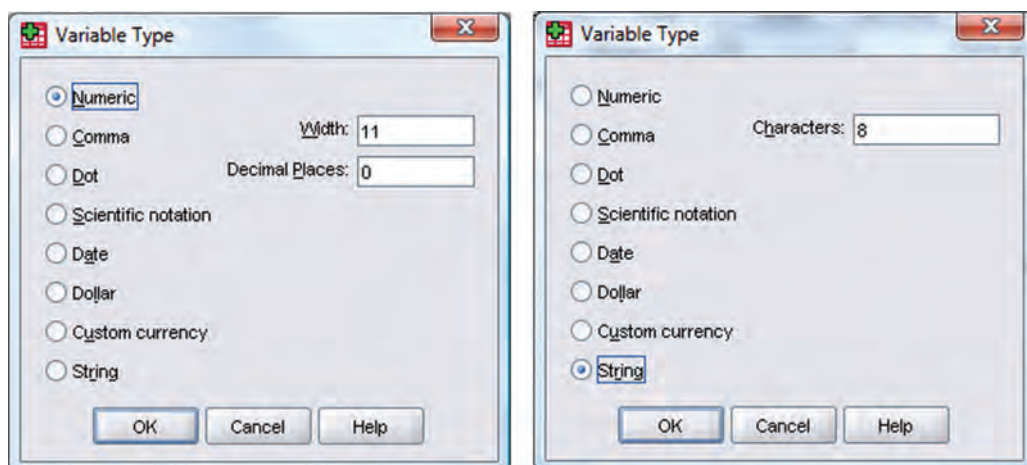 Variable Type
Numeric
Comma
Width: 11
Dot
Decimal Places: 0
Scientific notation
Date
Dollar
Custom currency
String
OK Cancel Help
Variable Type
Numeric
Comma
Characters: 8
Dot
Scientific notation
Date
Dollar
Custom currency
String
OK Cancel Help